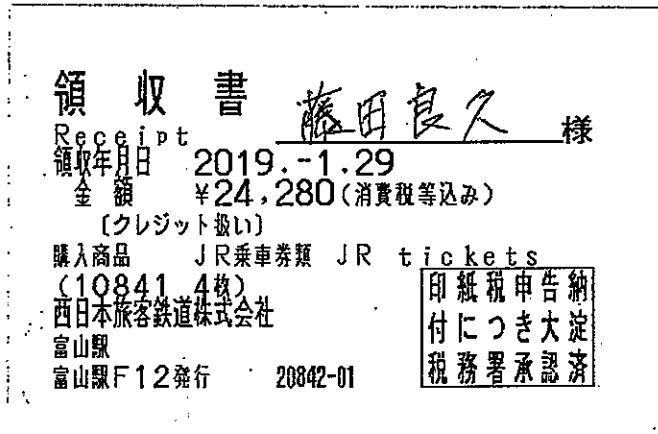 領 収 書
藤田良久 様
Receipt
領収年月日 2019.-1.29
金 額 ¥24,280(消費税等込み)
〔クレジット扱い〕
購入商品 JR乗車券類 JR tickets
(10841 4枚)
西日本旅客鉄道株式会社
富山駅
富山駅F12発行 20842-01
印紙税申告納
付につき大淀
税務署承認済